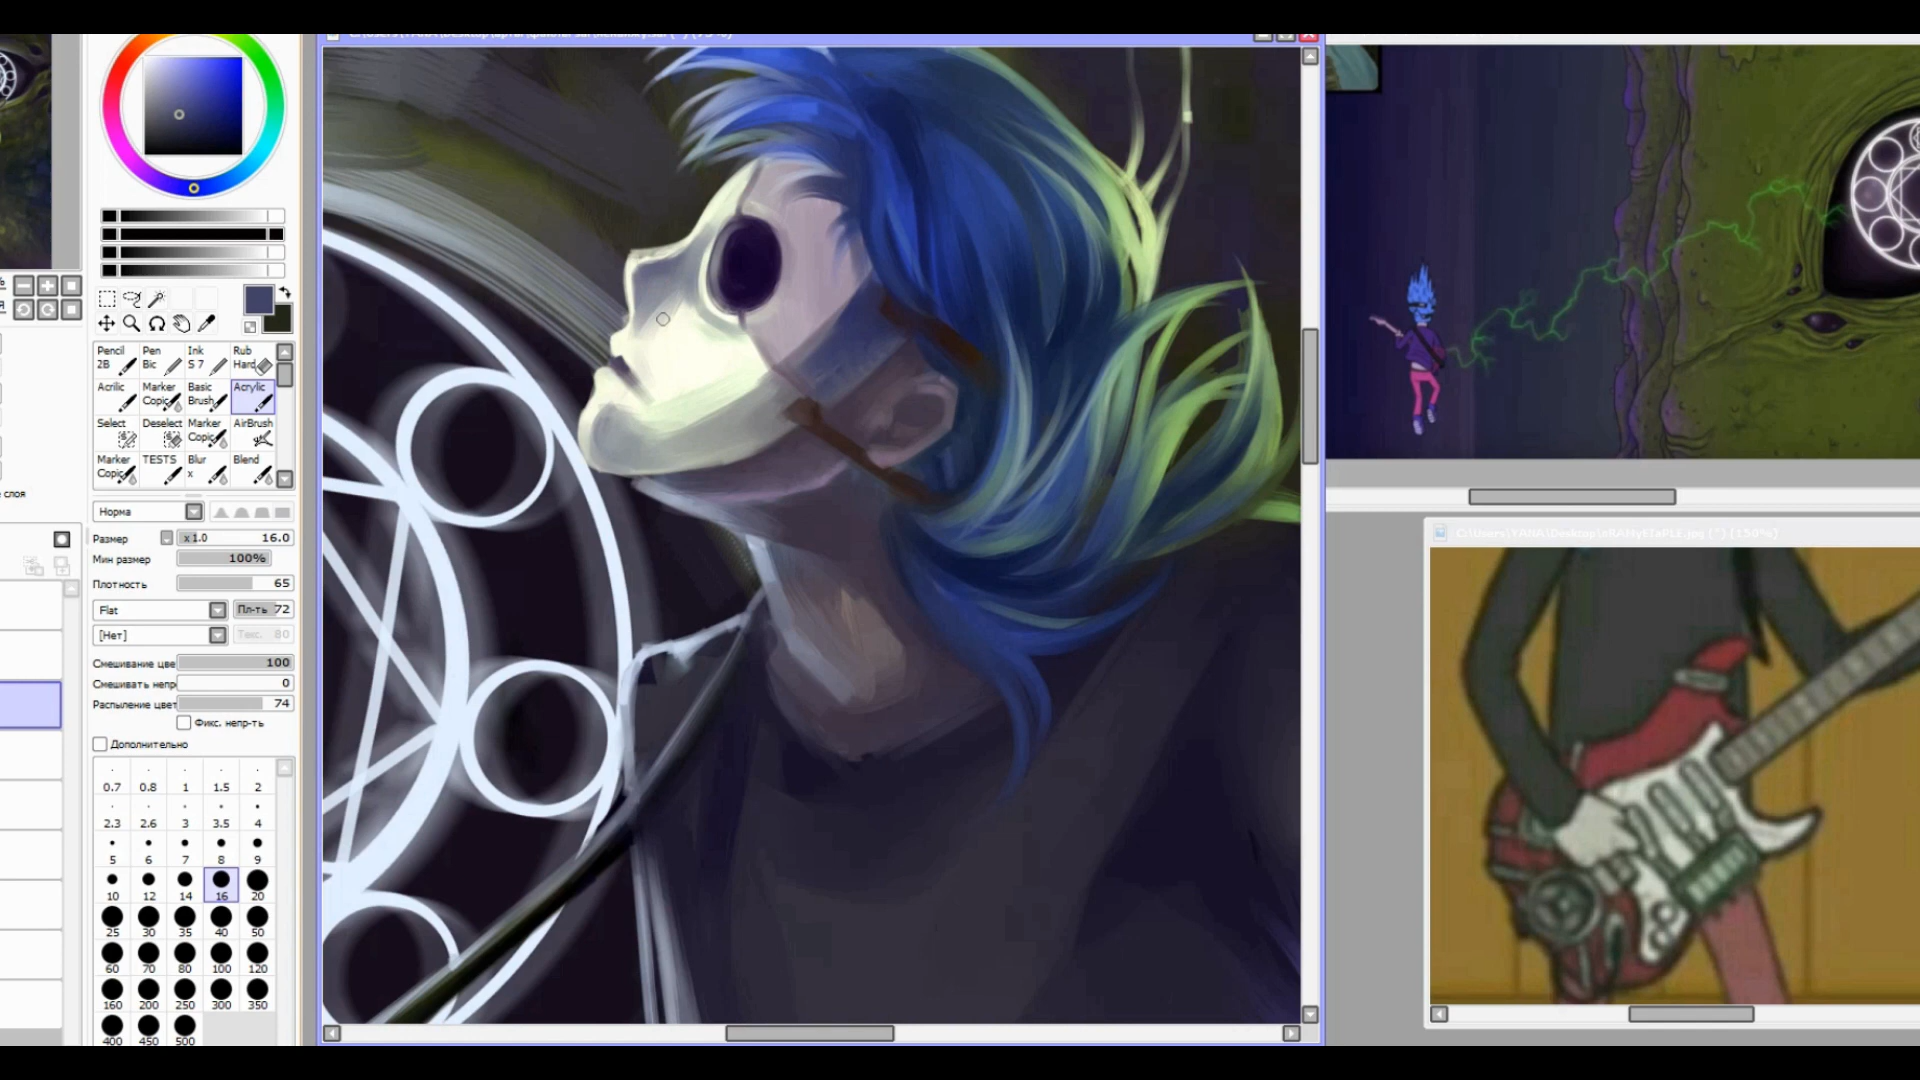 Pencil 2B
Pen Bic
Ink S 7
Rub Hard
Acrilic
Marker Copic
Basic Brush
Acrylic
Select
Deselect
Marker Copic
AirBrush
Marker Copic
TESTS
Blur x
Blend
е слоя
Норма
Размер x 1.0 16.0
Мин размер 100%
Плотность 65
Flat Пл-ть 72
[Нет] Текс. 80
Смешивание цве 100
Смешивать непр 0
Распыление цвет 74
Фикс. непр-ть
Дополнительно
0.7 0.8 1 1.5 2
2.3 2.6 3 3.5 4
5 6 7 8 9
10 12 14 16 20
25 30 35 40 50
60 70 80 100 120
160 200 250 300 350
400 450 500